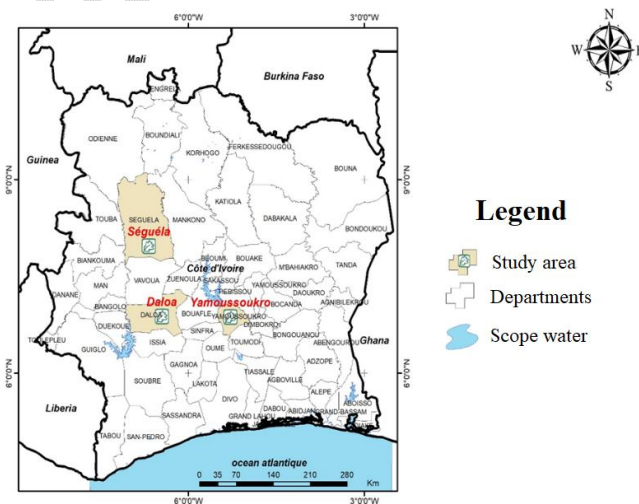 6°0'0"W 3°0'0"W
N
W E
S
Mali
Burkina Faso
TENGRELA
ODIENNE
BOUNDIALI
KORHOGO
FERKESSEDOUGOU
Guinea
BOUNA
9°0'0"N 9°0'0"N
KATIOLA
TOUBA
SEGUELA
MANKONO
DABAKALA
BONDOUKOU
Séguéla
BIANKOUMA
Côte d'Ivoire
BEOUMI
BOUAKE
M'BAHIAKRO
TANDA
MAN
VAVOUA
ZUENOULA
SAKASSOU
DANANE
TIEBISSOU
YAMOUSSOUKRO
DAOUKRO
BANGOLO
Daloa
Yamoussoukro
BOCANDA
AGNIBILEKROU
DALOA
BOUAFLE
YAMOUSSOUKRO
DIMBOKRO
DUEKOUE
SINFRA
BONGOUANOU
TOULEPLEU
ABENGOUROU
Ghana
GUIGLO
ISSIA
OUME
TOUMODI
ADZOPE
6°0'0"N 6°0'0"N
GAGNOA
TIASSALE
SOUBRE
LAKOTA
AGBOVILLE
DIVO
ALEPE
ABOISSO
Liberia
SASSANDRA
GRAND LAHOU
DABOU
ABIDJAN
GRAND-BASSAM
TABOU
SAN-PEDRO
ocean atlantique
0 35 70 140 210 280
Km
6°0'0"W 3°0'0"W
Legend
Study area
Departments
Scope water